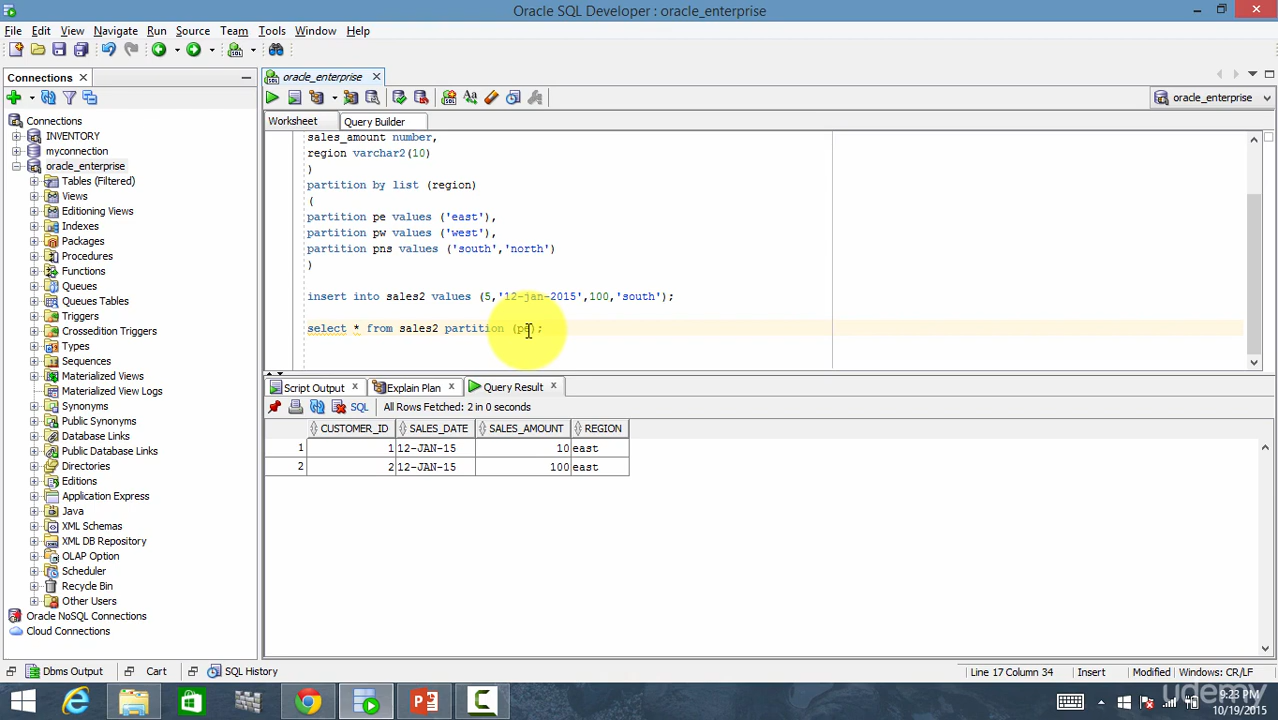 Oracle SQL Developer : oracle_enterprise
File Edit View Navigate Run Source Team Tools Window Help
Connections
oracle_enterprise
oracle_enterprise
Worksheet Query Builder
Connections
INVENTORY
myconnection
oracle_enterprise
Tables (Filtered)
Views
Editioning Views
Indexes
Packages
Procedures
Functions
Queues
Queues Tables
Triggers
Crossedition Triggers
Types
Sequences
Materialized Views
Materialized View Logs
Synonyms
Public Synonyms
Database Links
Public Database Links
Directories
Editions
Application Express
Java
XML Schemas
XML DB Repository
OLAP Option
Scheduler
Recycle Bin
Other Users
Oracle NoSQL Connections
Cloud Connections
sales_amount number,
region varchar2(10)
)
partition by list (region)
(
partition pe values ('east'),
partition pw values ('west'),
partition pns values ('south','north')
)
insert into sales2 values (5,'12-jan-2015',100,'south');
select * from sales2 partition (pe);
Script Output Explain Plan Query Result
SQL All Rows Fetched: 2 in 0 seconds
CUSTOMER_ID SALES_DATE SALES_AMOUNT REGION
1 1 12-JAN-15 10 east
2 2 12-JAN-15 100 east
Dbms Output Cart SQL History
Line 17 Column 34 Insert Modified Windows: CR/LF
udemy
9:23 PM
10/19/2015